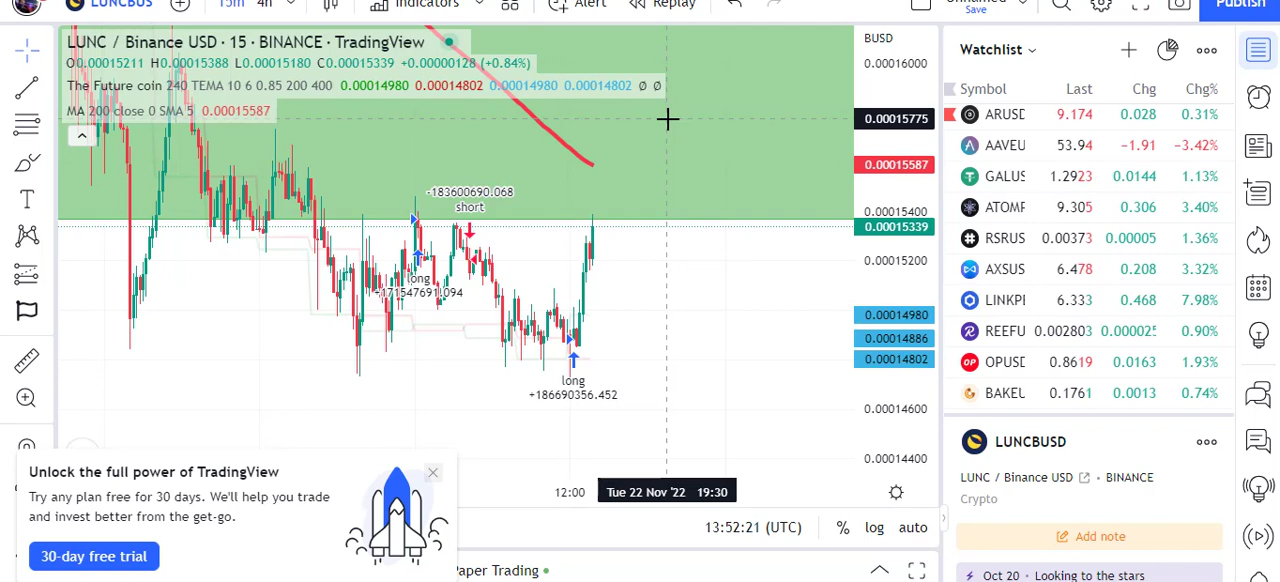 LUNCBUS
15m 4h
Indicators
Alert
Replay
Unnamed
Save
Publish
LUNC / Binance USD · 15 · BINANCE · TradingView
O0.00015211 H0.00015388 L0.00015180 C0.00015339 +0.00000128 (+0.84%)
The Future coin 240 TEMA 10 6 0.85 200 400 0.00014980 0.00014802 0.00014980 0.00014802 Ø Ø
MA 200 close 0 SMA 5 0.00015587
-183600690.068
short
long
+171547691.094
long
+186690356.452
BUSD
0.00016000
0.00015775
0.00015587
0.00015400
0.00015339
0.00015200
0.00014980
0.00014886
0.00014802
0.00014600
0.00014400
12:00
Tue 22 Nov '22 19:30
13:52:21 (UTC)
% log auto
Paper Trading
Unlock the full power of TradingView
Try any plan free for 30 days. We'll help you trade
and invest better from the get-go.
30-day free trial
Watchlist
Symbol Last Chg Chg%
ARUSD 9.174 0.028 0.31%
AAVEU 53.94 −1.91 −3.42%
GALUS 1.2923 0.0144 1.13%
ATOMP 9.305 0.306 3.40%
RSRUS 0.00373 0.00005 1.36%
AXSUS 6.478 0.208 3.32%
LINKPI 6.333 0.468 7.98%
REEFU 0.002803 0.000025 0.90%
OPUSD 0.8619 0.0163 1.93%
BAKEU 0.1761 0.0013 0.74%
LUNCBUSD
LUNC / Binance USD · BINANCE
Crypto
Add note
Oct 20 · Looking to the stars